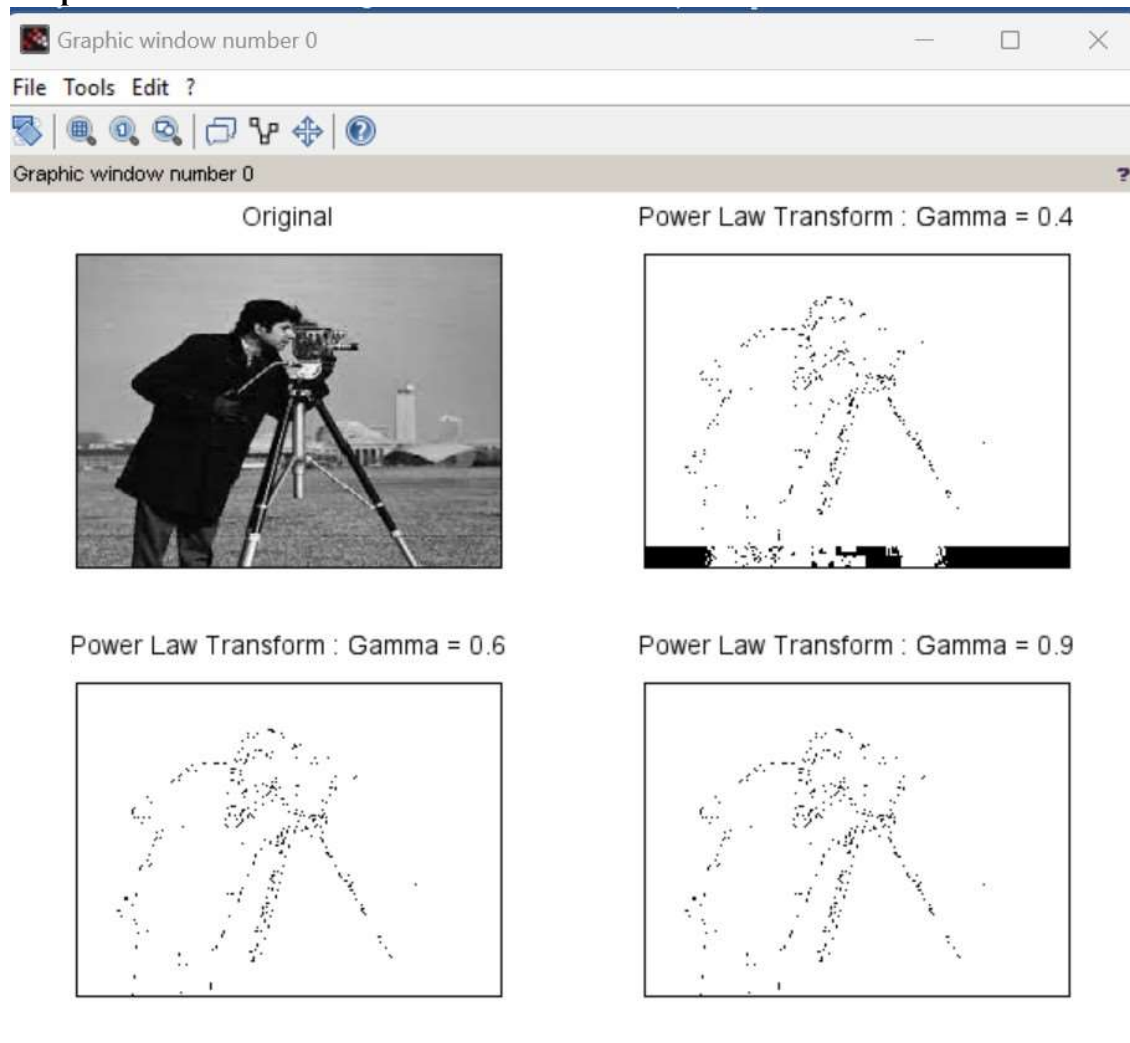 Graphic window number 0
File Tools Edit ?
Graphic window number 0 ?
Original
Power Law Transform : Gamma = 0.4
Power Law Transform : Gamma = 0.6
Power Law Transform : Gamma = 0.9